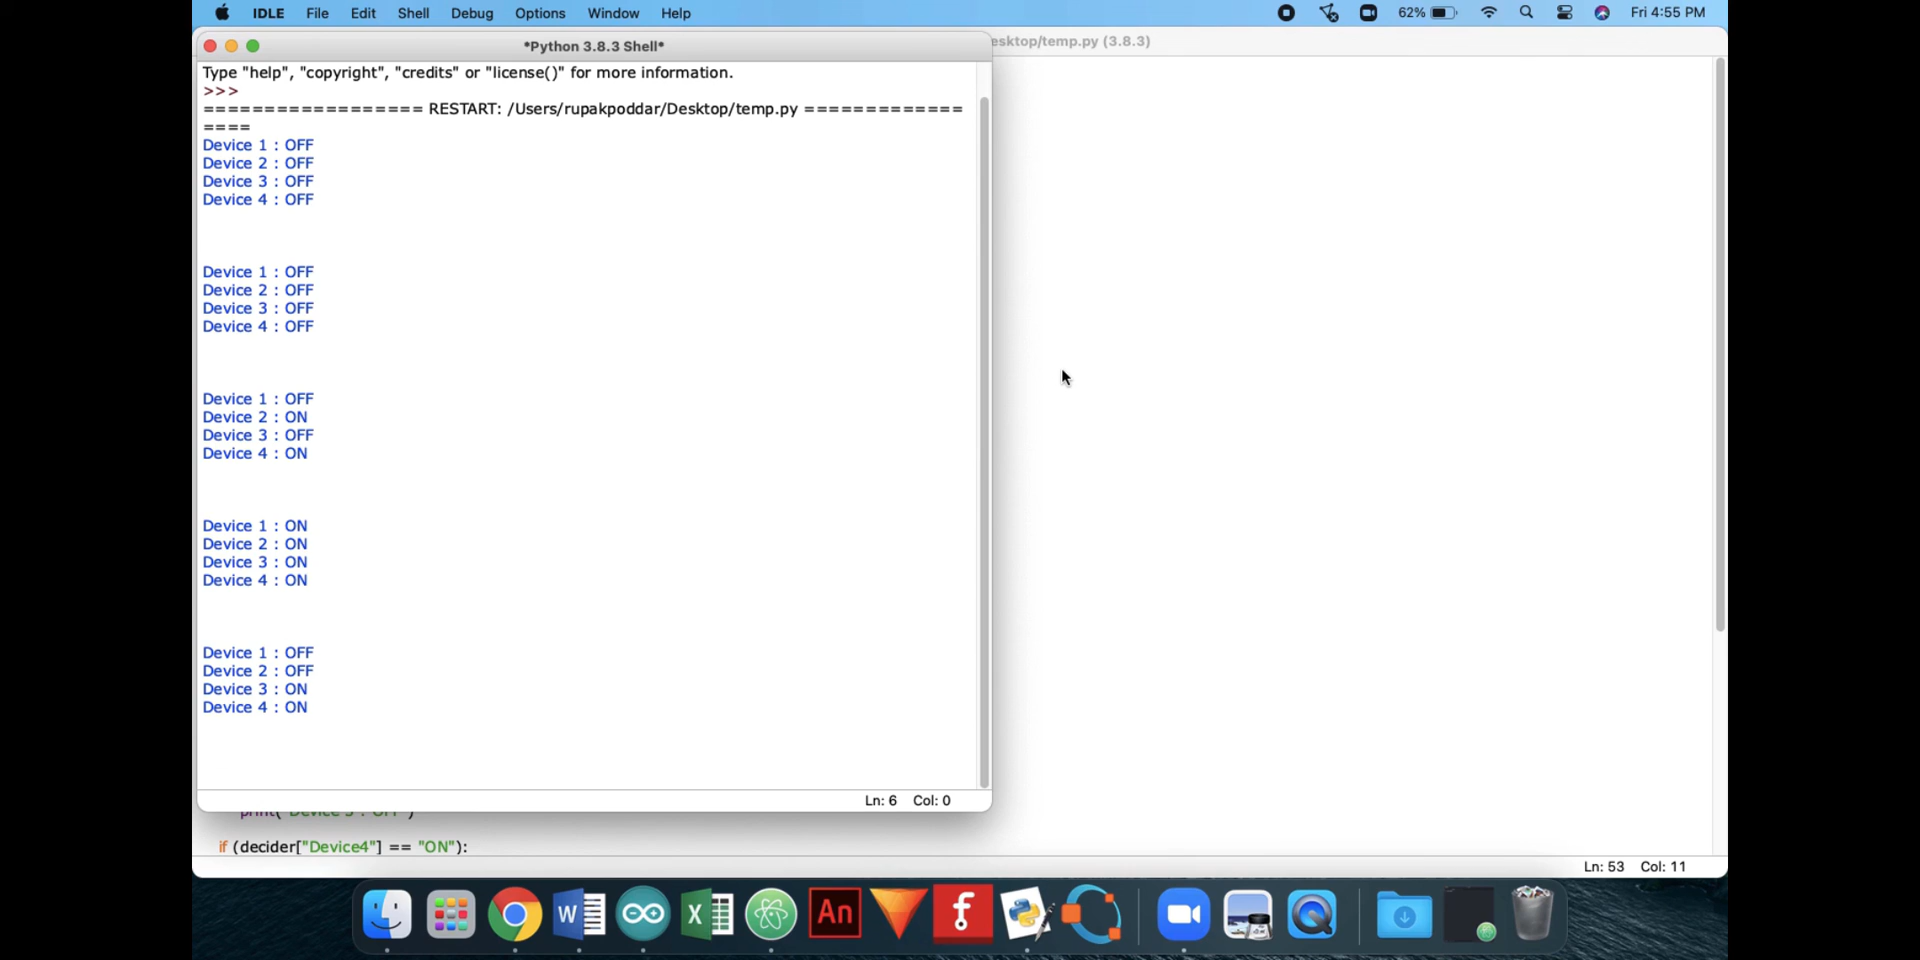 IDLE File Edit Shell Debug Options Window Help 62% Fri 4:55 PM
*Python 3.8.3 Shell*
esktop/temp.py (3.8.3)
Type "help", "copyright", "credits" or "license()" for more information.
>>>
================== RESTART: /Users/rupakpoddar/Desktop/temp.py =============
====
Device 1 : OFF
Device 2 : OFF
Device 3 : OFF
Device 4 : OFF
Device 1 : OFF
Device 2 : OFF
Device 3 : OFF
Device 4 : OFF
Device 1 : OFF
Device 2 : ON
Device 3 : OFF
Device 4 : ON
Device 1 : ON
Device 2 : ON
Device 3 : ON
Device 4 : ON
Device 1 : OFF
Device 2 : OFF
Device 3 : ON
Device 4 : ON
Ln: 6 Col: 0
if (decider["Device4"] == "ON"):
Ln: 53 Col: 11
W X An f